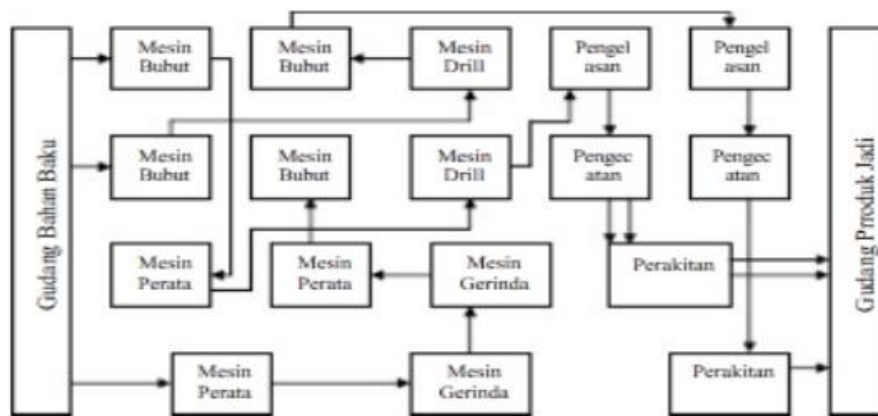 Gudang Bahan Baku
Mesin
Bubut
Mesin
Bubut
Mesin
Drill
Pengel
asan
Pengel
asan
Mesin
Bubut
Mesin
Bubut
Mesin
Drill
Pengec
atan
Pengec
atan
Mesin
Perata
Mesin
Perata
Mesin
Gerinda
Perakitan
Mesin
Perata
Mesin
Gerinda
Perakitan
Gudang Prroduk Jadi